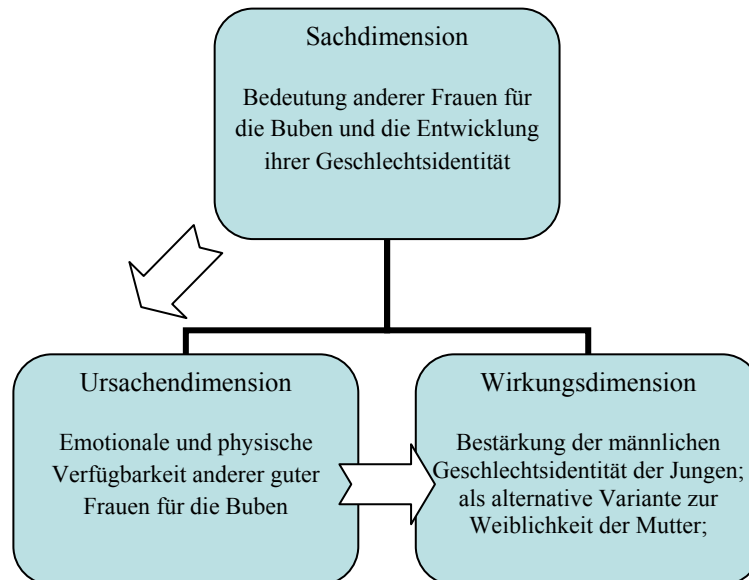 Sachdimension
Bedeutung anderer Frauen für
die Buben und die Entwicklung
ihrer Geschlechtsidentität
Ursachendimension
Emotionale und physische
Verfügbarkeit anderer guter
Frauen für die Buben
Wirkungsdimension
Bestärkung der männlichen
Geschlechtsidentität der Jungen;
als alternative Variante zur
Weiblichkeit der Mutter;